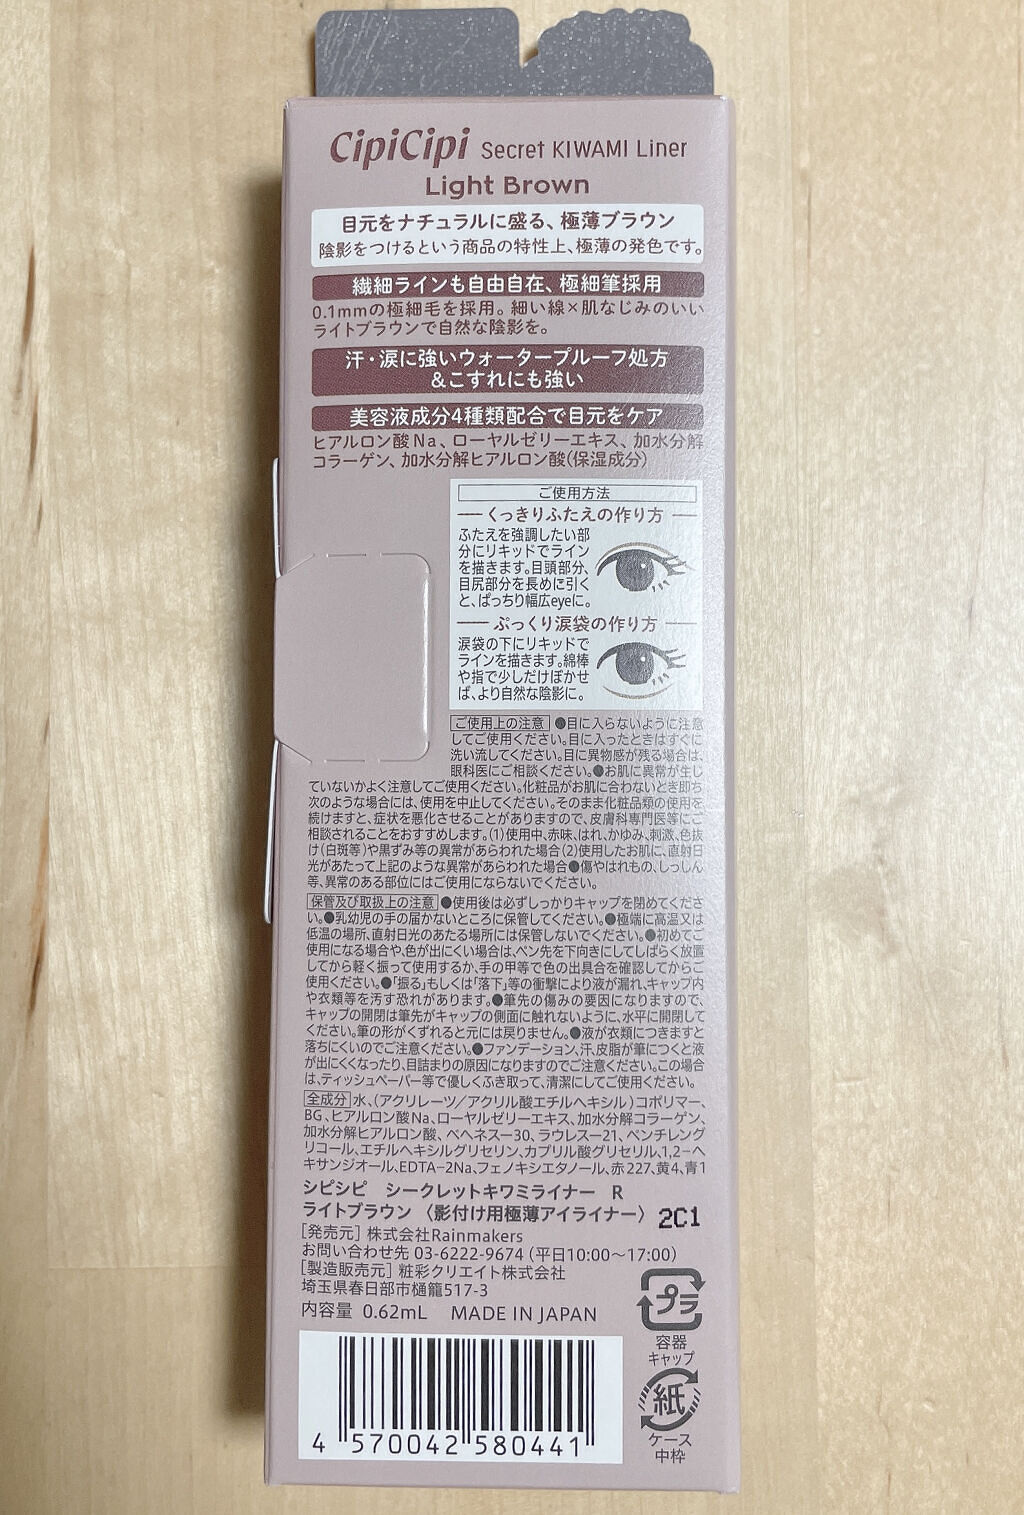 CipiCipi Secret KIWAMI Liner
Light Brown
目元をナチュラルに盛る、極薄ブラウン
陰影をつけるという商品の特性上、極薄の発色です。
繊細ラインも自由自在、極細筆採用
0.1mmの極細毛を採用。細い線×肌なじみのいい
ライトブラウンで自然な陰影を。
汗・涙に強いウォータープルーフ処方
&こすれにも強い
美容液成分4種類配合で目元をケア
ヒアルロン酸Na、ローヤルゼリーエキス、加水分解
コラーゲン、加水分解ヒアルロン酸(保湿成分)
ご使用方法
くっきりふたえの作り方
ふたえを強調したい部
分にリキッドでライン
を描きます。目頭部分、
目尻部分を長めに引く
と、ぱっちり幅広eyeに。
ぷっくり涙袋の作り方
涙袋の下にリキッドで
ラインを描きます。綿棒
や指で少しだけぼかせ
ば、より自然な陰影に。
ご使用上の注意 ●目に入らないように注意
してご使用ください。目に入ったときはすぐに
洗い流してください。目に異物感が残る場合は、
眼科医にご相談ください。●お肌に異常が生じ
ていないかよく注意してご使用ください。化粧品がお肌に合わないとき即ち
次のような場合には、使用を中止してください。そのまま化粧品類の使用を
続けますと、症状を悪化させることがありますので、皮膚科専門医等にご
相談されることをおすすめします。(1)使用中、赤味、はれ、かゆみ、刺激、色抜
け(白斑等)や黒ずみ等の異常があらわれた場合(2)使用したお肌に、直射日
光があたって上記のような異常があらわれた場合●傷やはれもの、しっしん
等、異常のある部位にはご使用にならないでください。
保管及び取扱上の注意 ●使用後は必ずしっかりキャップを閉めてくださ
い。●乳幼児の手の届かないところに保管してください。●極端に高温又は
低温の場所、直射日光のあたる場所には保管しないでください。●初めてご
使用になる場合や、色が出にくい場合は、ペン先を下向きにしてしばらく放置
してから軽く振って使用するか、手の甲等で色の出具合を確認してからご
使用ください。●「振る」もしくは「落下」等の衝撃により液が漏れ、キャップ内
や衣類等を汚す恐れがあります。●筆先の傷みの要因になりますので、
キャップの開閉は筆先がキャップの側面に触れないように、水平に開閉して
ください。筆の形がくずれると元には戻りません。●液が衣類につきますと
落ちにくいのでご注意ください。●ファンデーション、汗、皮脂が筆につくと液
が出にくくなったり、目詰まりの原因になりますのでご注意ください。この場合
は、ティッシュペーパー等で優しくふき取って、清潔にしてご使用ください。
全成分 水、(アクリレーツ/アクリル酸エチルヘキシル)コポリマー、
BG、ヒアルロン酸Na、ローヤルゼリーエキス、加水分解コラーゲン、
加水分解ヒアルロン酸、ベヘネス-30、ラウレス-21、ペンチレング
リコール、エチルヘキシルグリセリン、カプリル酸グリセリル、1,2-ヘ
キサンジオール、EDTA-2Na、フェノキシエタノール、赤227、黄4、青1
シピシピ シークレットキワミライナー R
ライトブラウン 〈影付け用極薄アイライナー〉 2C1
[発売元] 株式会社Rainmakers
お問い合わせ先 03-6222-9674 (平日10:00～17:00)
[製造販売元] 粧彩クリエイト株式会社
埼玉県春日部市樋籠517-3
内容量 0.62mL MADE IN JAPAN
プラ
容器
キャップ
紙
ケース
中枠
4 570042 580441